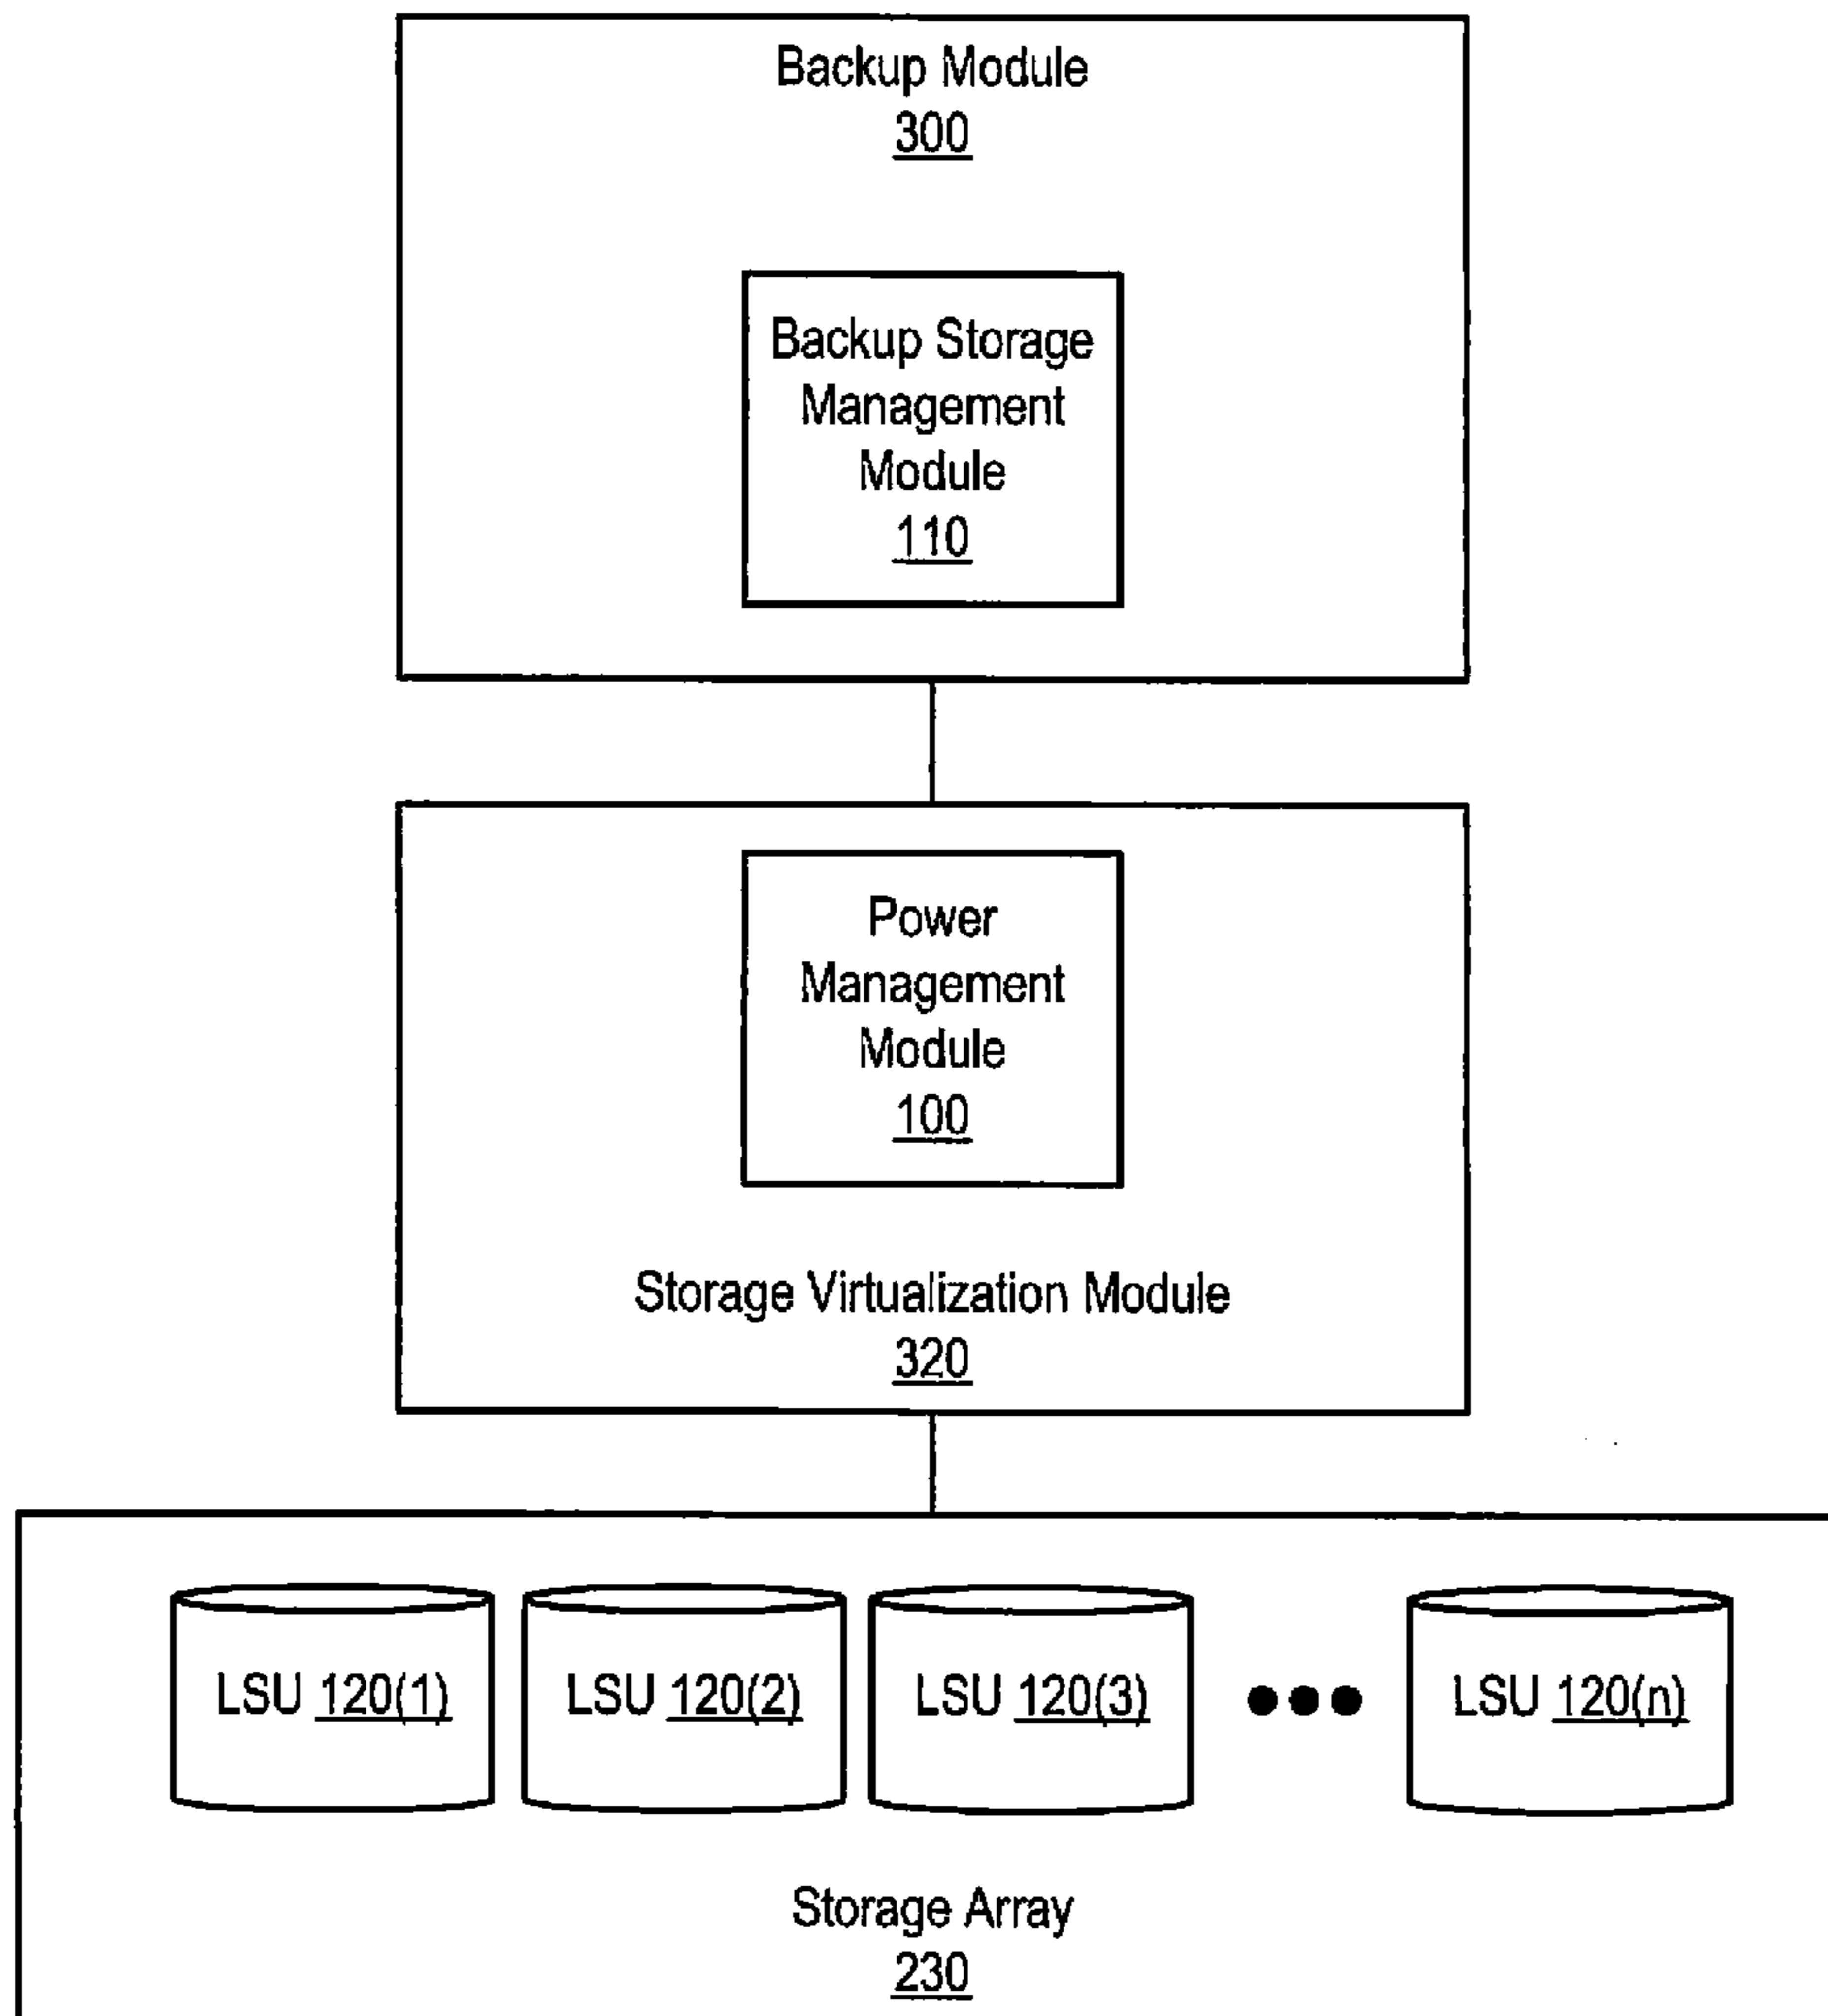 Backup Module
300
Backup Storage
Management
Module
110
Power
Management
Module
100
Storage Virtualization Module
320
LSU 120(1)
LSU 120(2)
LSU 120(3)
LSU 120(n)
Storage Array
230